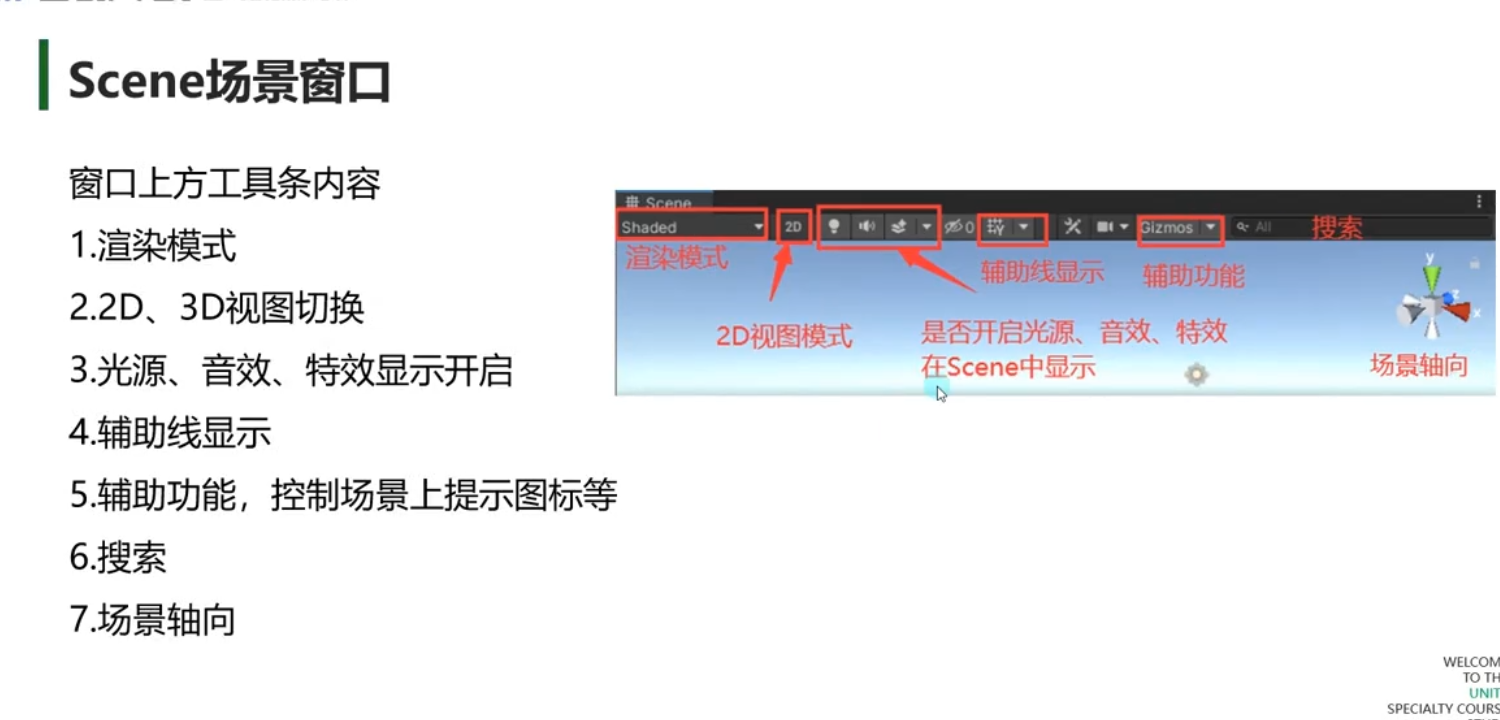 Scene场景窗口
窗口上方工具条内容
1.渲染模式
2.2D、3D视图切换
3.光源、音效、特效显示开启
4.辅助线显示
5.辅助功能，控制场景上提示图标等
6.搜索
7.场景轴向
Scene
Shaded
2D
0
Gizmos
All
搜索
渲染模式
辅助线显示
辅助功能
y
z
x
2D视图模式
是否开启光源、音效、特效
在Scene中显示
场景轴向
WELCOM
TO TH
UNIT
SPECIALTY COURS